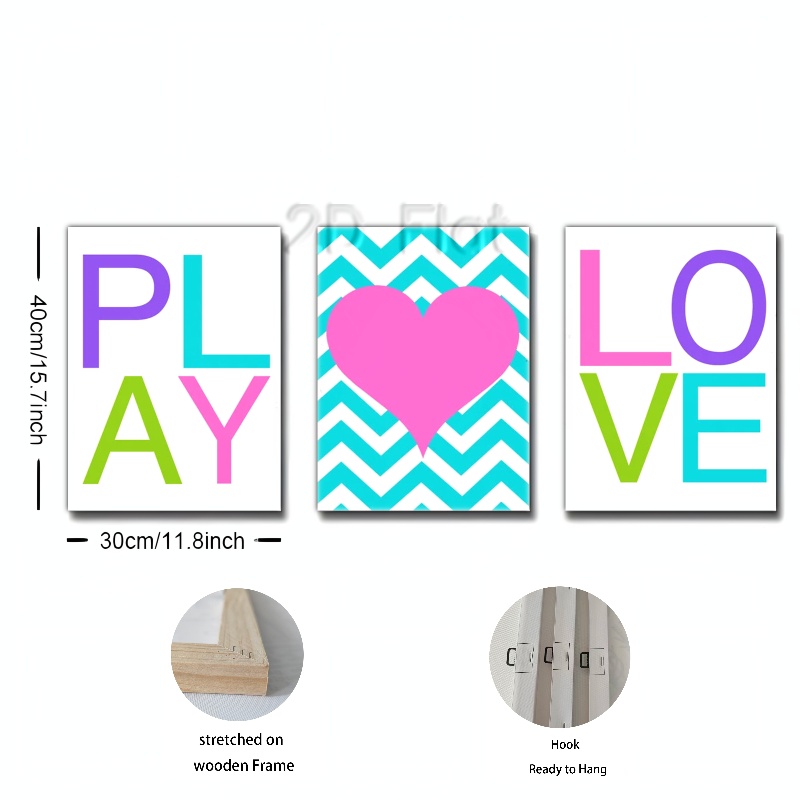 2D Flat
PL
AY
LO
VE
40cm/15.7inch
30cm/11.8inch
stretched on
wooden Frame
Hook
Ready to Hang